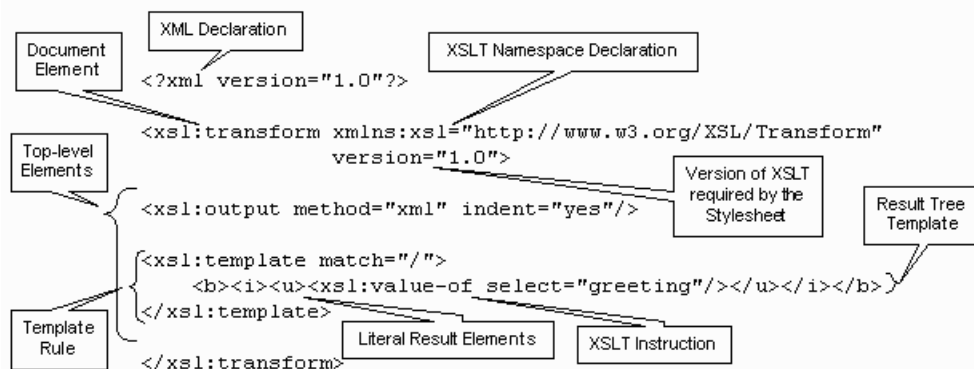 XML Declaration
Document
Element
XSLT Namespace Declaration
<?xml version="1.0"?>
<xsl:transform xmlns:xsl="http://www.w3.org/XSL/Transform"
version="1.0">
Top-level
Elements
Version of XSLT
required by the
Stylesheet
Result Tree
Template
<xsl:output method="xml" indent="yes"/>
<xsl:template match="/">
<b><i><u><xsl:value-of select="greeting"/></u></i></b>
</xsl:template>
Template
Rule
Literal Result Elements
XSLT Instruction
</xsl:transform>